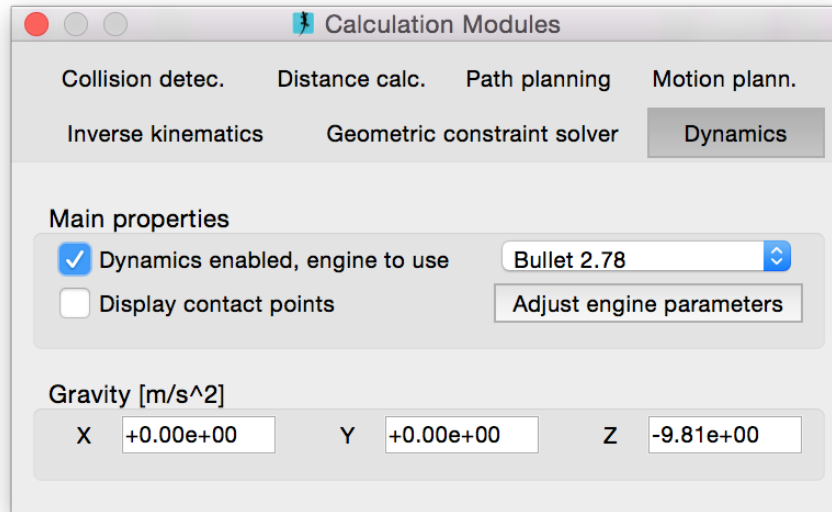 Calculation Modules
Collision detec. Distance calc. Path planning Motion plann.
Inverse kinematics Geometric constraint solver Dynamics
Main properties
Dynamics enabled, engine to use Bullet 2.78
Display contact points Adjust engine parameters
Gravity [m/s^2]
X +0.00e+00 Y +0.00e+00 Z -9.81e+00